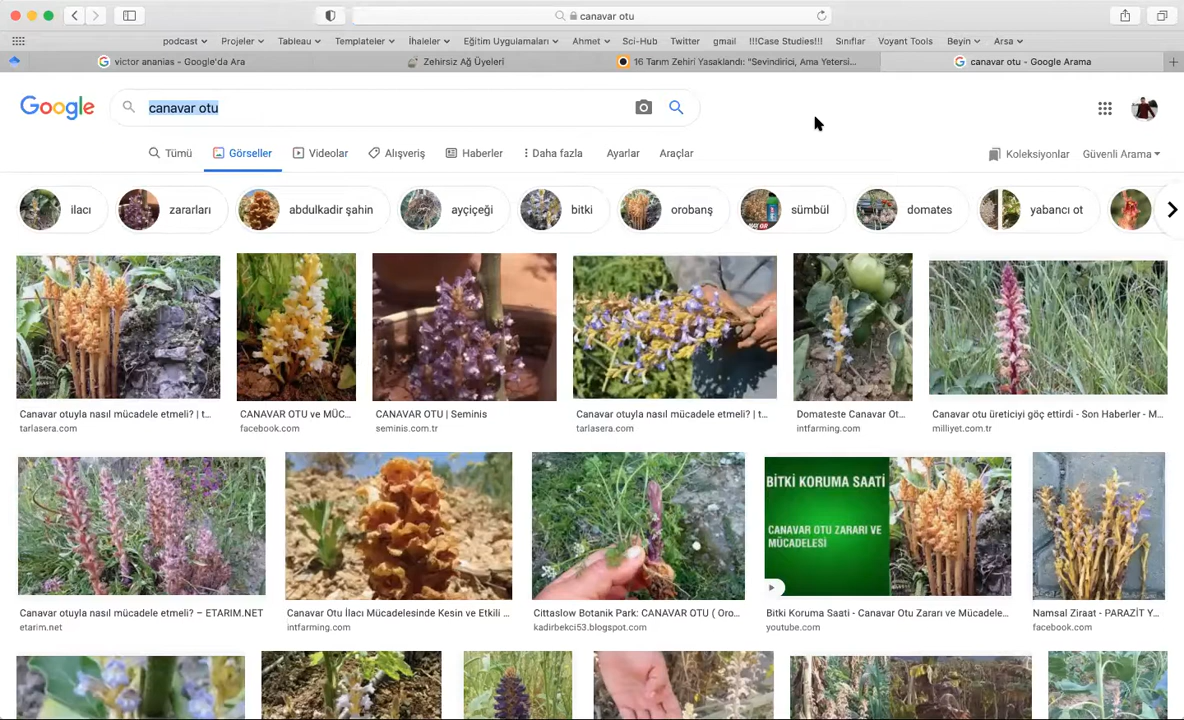 canavar otu
podcast Projeler Tableau Templateler İhaleler Eğitim Uygulamaları Ahmet Sci-Hub Twitter gmail !!!Case Studies!!! Sınıflar Voyant Tools Beyin Arsa
victor ananias - Google'da Ara
Zehirsiz Ağ Üyeleri
16 Tarım Zehiri Yasaklandı: "Sevindirici, Ama Yetersi...
canavar otu - Google Arama
Google
canavar otu
Tümü Görseller Videolar Alışveriş Haberler Daha fazla Ayarlar Araçlar Koleksiyonlar Güvenli Arama
ilacı zararları abdulkadir şahin ayçiçeği bitki orobanş sümbül domates yabancı ot
Canavar otuyla nasıl mücadele etmeli? | t...
tarlasera.com
CANAVAR OTU ve MÜC...
facebook.com
CANAVAR OTU | Seminis
seminis.com.tr
Canavar otuyla nasıl mücadele etmeli? | t...
tarlasera.com
Domateste Canavar Ot...
intfarming.com
Canavar otu üreticiyi göç ettirdi - Son Haberler - M...
milliyet.com.tr
BİTKİ KORUMA SAATİ
CANAVAR OTU ZARARI VE
MÜCADELESİ
Canavar otuyla nasıl mücadele etmeli? – ETARIM.NET
etarim.net
Canavar Otu İlacı Mücadelesinde Kesin ve Etkili ...
intfarming.com
Cittaslow Botanik Park: CANAVAR OTU ( Oro...
kadirbekci53.blogspot.com
Bitki Koruma Saati - Canavar Otu Zararı ve Mücadele...
youtube.com
Namsal Ziraat - PARAZİT Y...
facebook.com